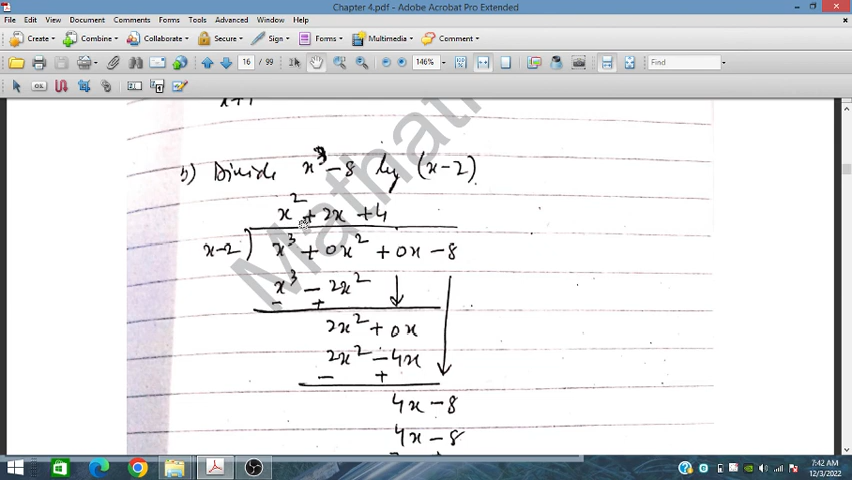 Chapter 4.pdf - Adobe Acrobat Pro Extended
File Edit View Document Comments Forms Tools Advanced Window Help
Create Combine Collaborate Secure Sign Forms Multimedia Comment
16 / 99 146% Find
x+1
b) Divide x³-8 by (x-2)
x² + 2x + 4
x-2 ) x³ + 0x² + 0x - 8
x³ - 2x²
- +
2x² + 0x
2x² - 4x
- +
4x - 8
4x - 8
7:42 AM
12/3/2022